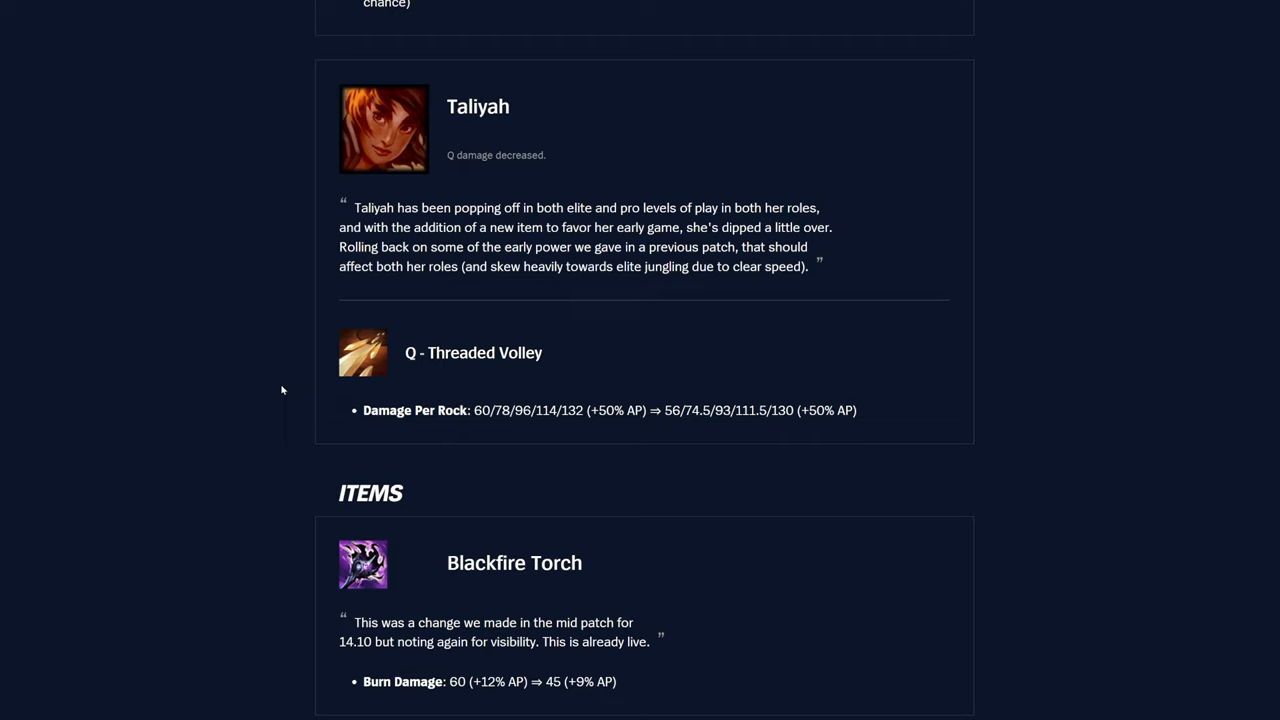 chance)
Taliyah
Q damage decreased.
“ Taliyah has been popping off in both elite and pro levels of play in both her roles,
and with the addition of a new item to favor her early game, she's dipped a little over.
Rolling back on some of the early power we gave in a previous patch, that should
affect both her roles (and skew heavily towards elite jungling due to clear speed). ”
Q - Threaded Volley
• Damage Per Rock: 60/78/96/114/132 (+50% AP) ⇒ 56/74.5/93/111.5/130 (+50% AP)
ITEMS
Blackfire Torch
“ This was a change we made in the mid patch for
14.10 but noting again for visibility. This is already live. ”
• Burn Damage: 60 (+12% AP) ⇒ 45 (+9% AP)